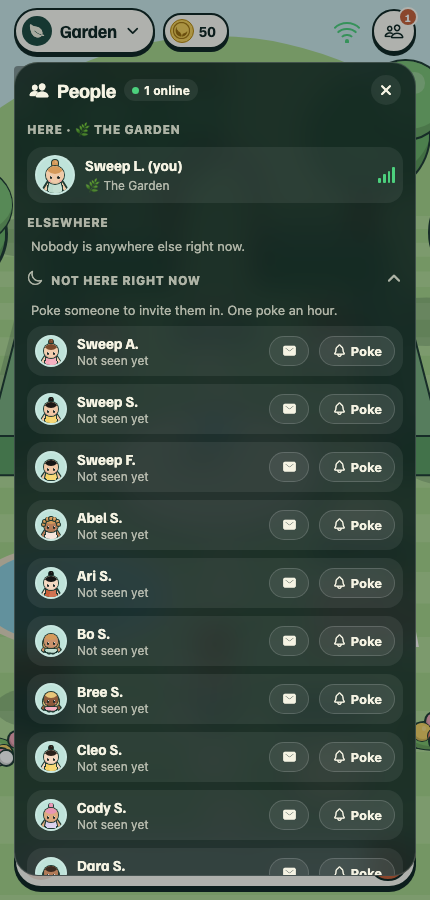 Garden
50
1
People
1 online
HERE · 🌿 THE GARDEN
Sweep L. (you)
🌿 The Garden
ELSEWHERE
Nobody is anywhere else right now.
NOT HERE RIGHT NOW
Poke someone to invite them in. One poke an hour.
Sweep A.
Not seen yet
Poke
Sweep S.
Not seen yet
Poke
Sweep F.
Not seen yet
Poke
Abel S.
Not seen yet
Poke
Ari S.
Not seen yet
Poke
Bo S.
Not seen yet
Poke
Bree S.
Not seen yet
Poke
Cleo S.
Not seen yet
Poke
Cody S.
Not seen yet
Poke
Dara S.
Poke